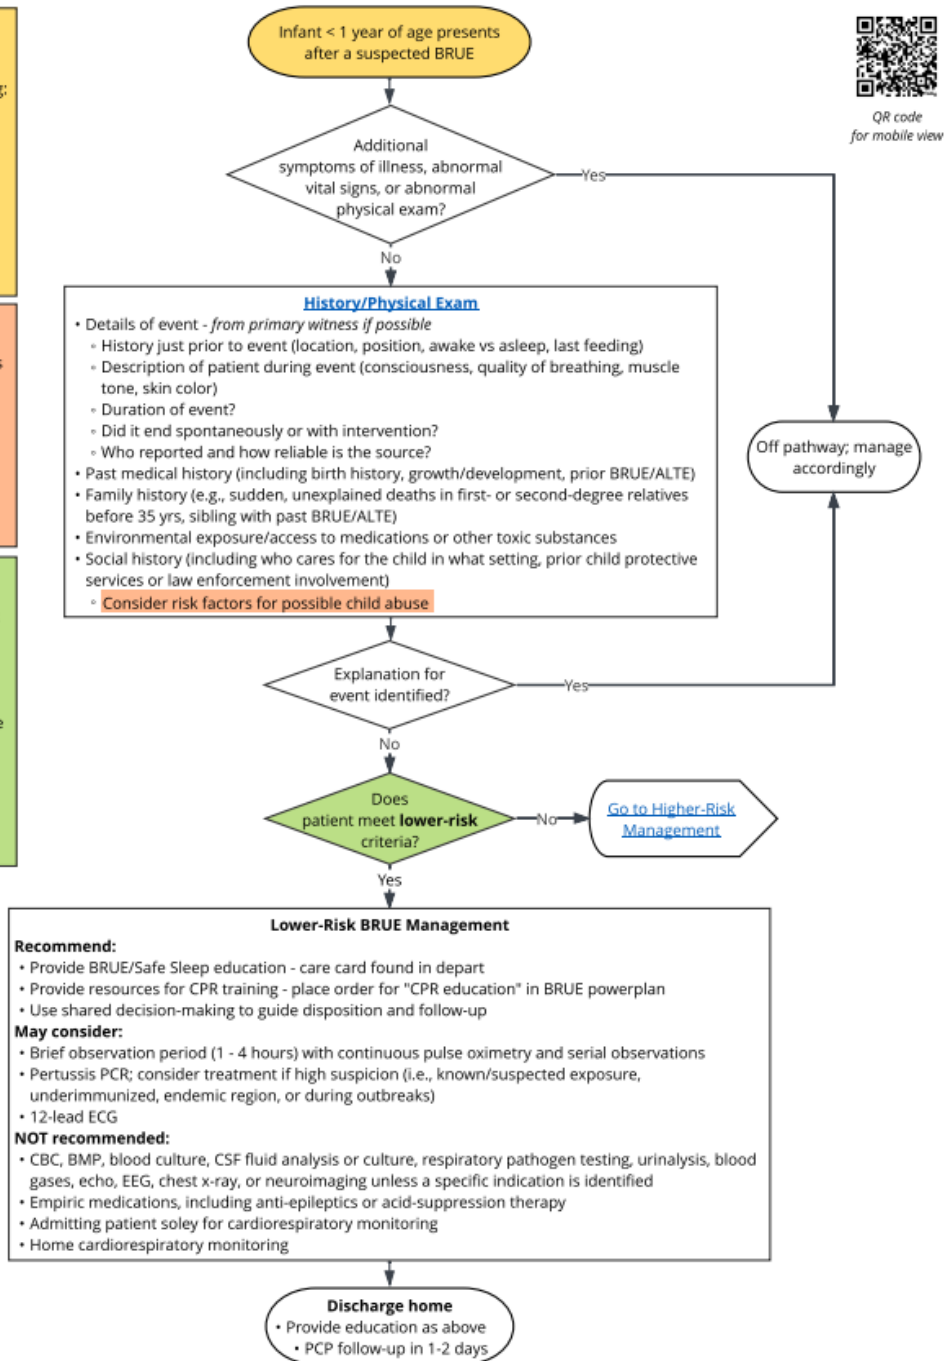 Infant < 1 year of age presents
after a suspected BRUE
QR code
for mobile view
Additional
symptoms of illness, abnormal
vital signs, or abnormal
physical exam?
Yes
No
History/Physical Exam
• Details of event - from primary witness if possible
◦ History just prior to event (location, position, awake vs asleep, last feeding)
◦ Description of patient during event (consciousness, quality of breathing, muscle
tone, skin color)
◦ Duration of event?
◦ Did it end spontaneously or with intervention?
◦ Who reported and how reliable is the source?
• Past medical history (including birth history, growth/development, prior BRUE/ALTE)
• Family history (e.g., sudden, unexplained deaths in first- or second-degree relatives
before 35 yrs, sibling with past BRUE/ALTE)
• Environmental exposure/access to medications or other toxic substances
• Social history (including who cares for the child in what setting, prior child protective
services or law enforcement involvement)
◦ Consider risk factors for possible child abuse
Off pathway; manage
accordingly
Explanation for
event identified?
Yes
No
Does
patient meet lower-risk
criteria?
No
Go to Higher-Risk
Management
Yes
Lower-Risk BRUE Management
Recommend:
• Provide BRUE/Safe Sleep education - care card found in depart
• Provide resources for CPR training - place order for "CPR education" in BRUE powerplan
• Use shared decision-making to guide disposition and follow-up
May consider:
• Brief observation period (1 - 4 hours) with continuous pulse oximetry and serial observations
• Pertussis PCR; consider treatment if high suspicion (i.e., known/suspected exposure,
underimmunized, endemic region, or during outbreaks)
• 12-lead ECG
NOT recommended:
• CBC, BMP, blood culture, CSF fluid analysis or culture, respiratory pathogen testing, urinalysis, blood
gases, echo, EEG, chest x-ray, or neuroimaging unless a specific indication is identified
• Empiric medications, including anti-epileptics or acid-suppression therapy
• Admitting patient soley for cardiorespiratory monitoring
• Home cardiorespiratory monitoring
Discharge home
• Provide education as above
• PCP follow-up in 1-2 days